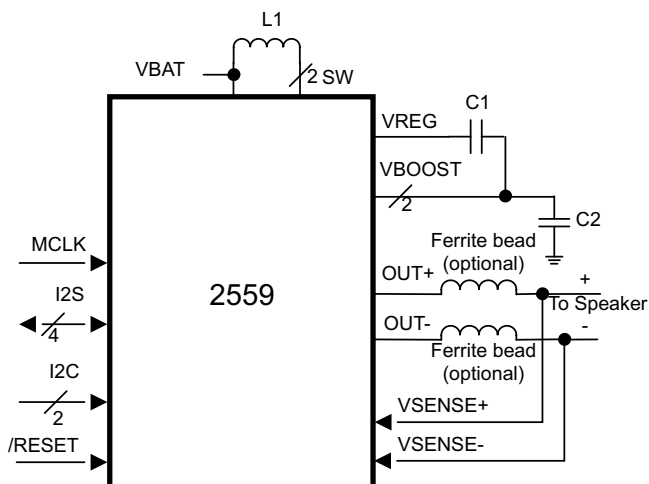 L1
VBAT
2 SW
C1
VREG
VBOOST
2
C2
MCLK
Ferrite bead
(optional)
OUT+
+
I2S
4
2559
To Speaker
OUT-
-
Ferrite bead
(optional)
I2C
2
VSENSE+
/RESET
VSENSE-